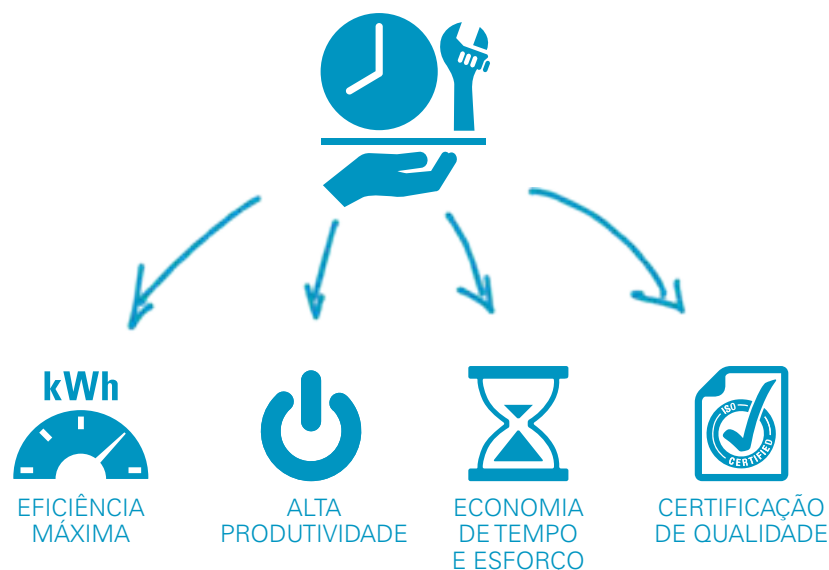 kWh
EFICIÊNCIA
MÁXIMA
ALTA
PRODUTIVIDADE
ECONOMIA
DE TEMPO
E ESFORCO
ISO
CERTIFIED
CERTIFICAÇÃO
DE QUALIDADE